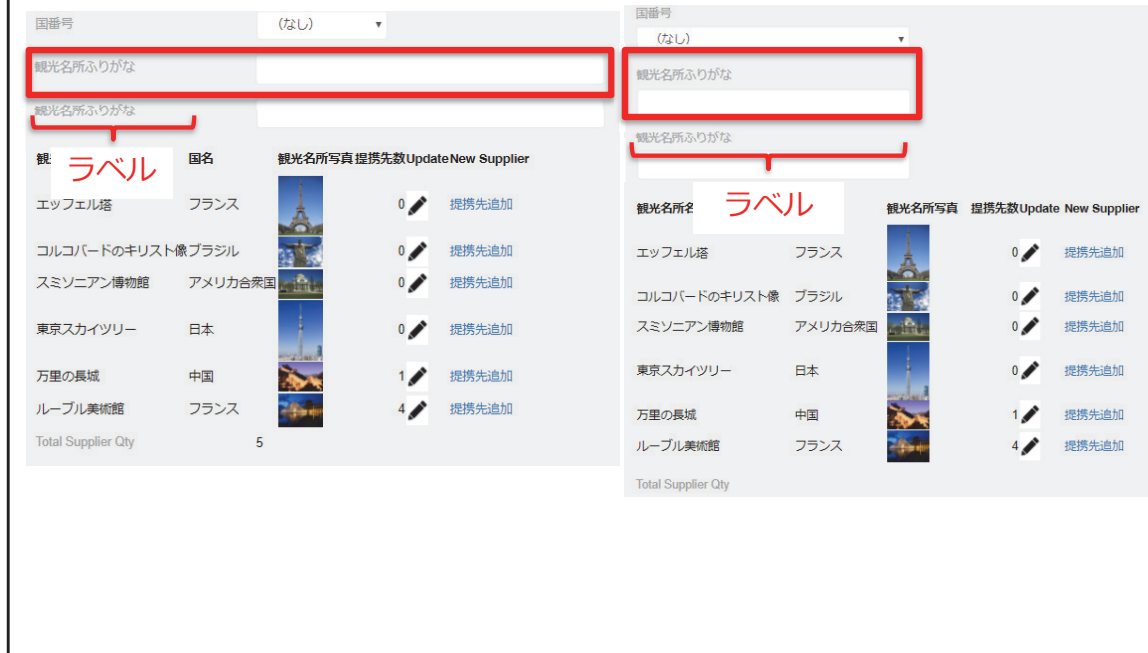 国番号
(なし)
観光名所ふりがな
観光名所ふりがな
ラベル
観
国名
観光名所写真
提携先数
Update
New Supplier
エッフェル塔
フランス
0
提携先追加
コルコバードのキリスト像
ブラジル
0
提携先追加
スミソニアン博物館
アメリカ合衆国
0
提携先追加
東京スカイツリー
日本
0
提携先追加
万里の長城
中国
1
提携先追加
ルーブル美術館
フランス
4
提携先追加
Total Supplier Qty
5
国番号
(なし)
観光名所ふりがな
観光名所ふりがな
ラベル
観光名所名
観光名所写真
提携先数
Update
New Supplier
エッフェル塔
フランス
0
提携先追加
コルコバードのキリスト像
ブラジル
0
提携先追加
スミソニアン博物館
アメリカ合衆国
0
提携先追加
東京スカイツリー
日本
0
提携先追加
万里の長城
中国
1
提携先追加
ルーブル美術館
フランス
4
提携先追加
Total Supplier Qty